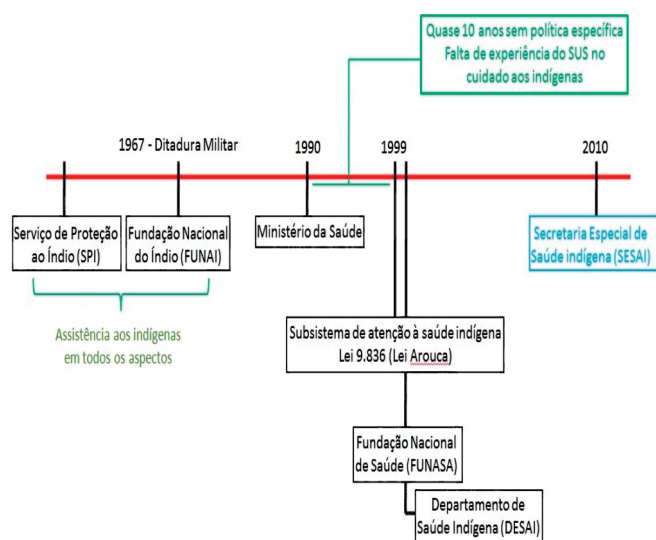 Quase 10 anos sem política específica
Falta de experiência do SUS no
cuidado aos indígenas
1967 - Ditadura Militar
1990
1999
2010
Serviço de Proteção
ao Índio (SPI)
Fundação Nacional
do Índio (FUNAI)
Ministério da Saúde
Secretaria Especial de
Saúde indígena (SESAI)
Assistência aos indígenas
em todos os aspectos
Subsistema de atenção à saúde indígena
Lei 9.836 (Lei Arouca)
Fundação Nacional
de Saúde (FUNASA)
Departamento de
Saúde Indígena (DESAI)